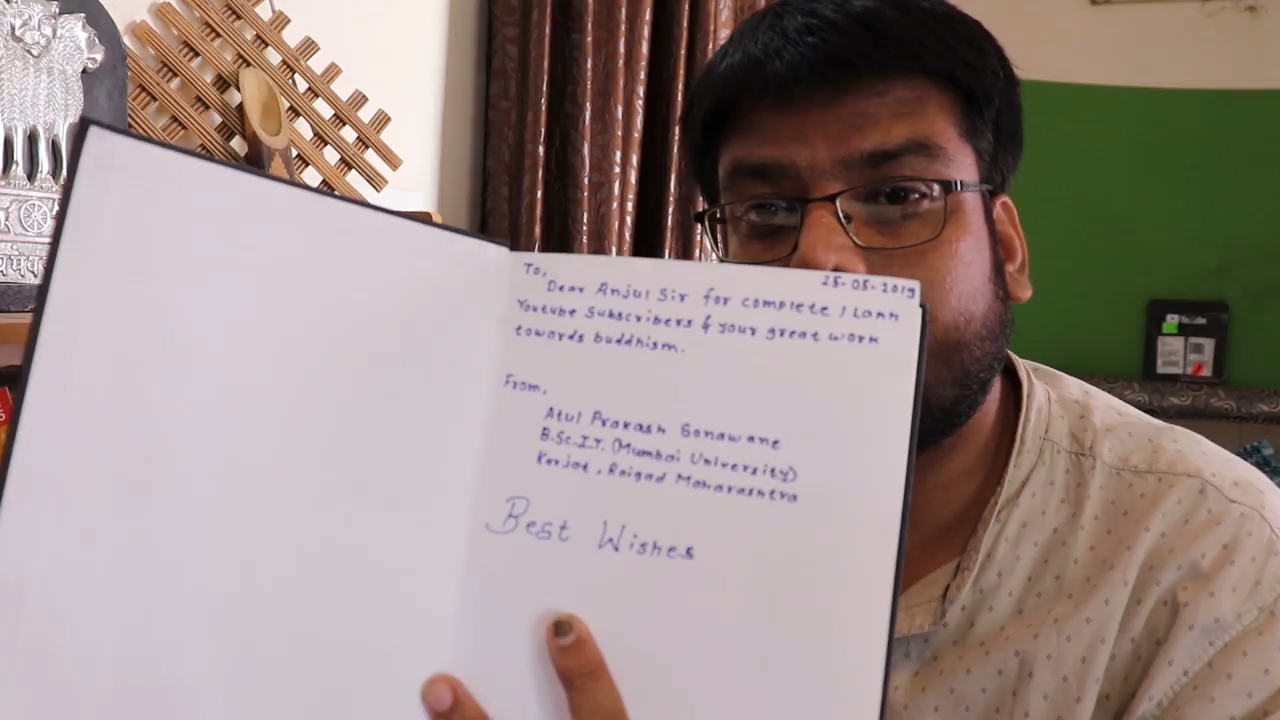 25-05-2019
To,
Dear Anjul Sir for complete 1 Lakh
Youtube Subscribers & your great work
towards buddhism.
From,
Atul Prakash Sonawane
B.Sc.I.T. (Mumbai University)
Karjat, Raigad Maharashtra
Best Wishes